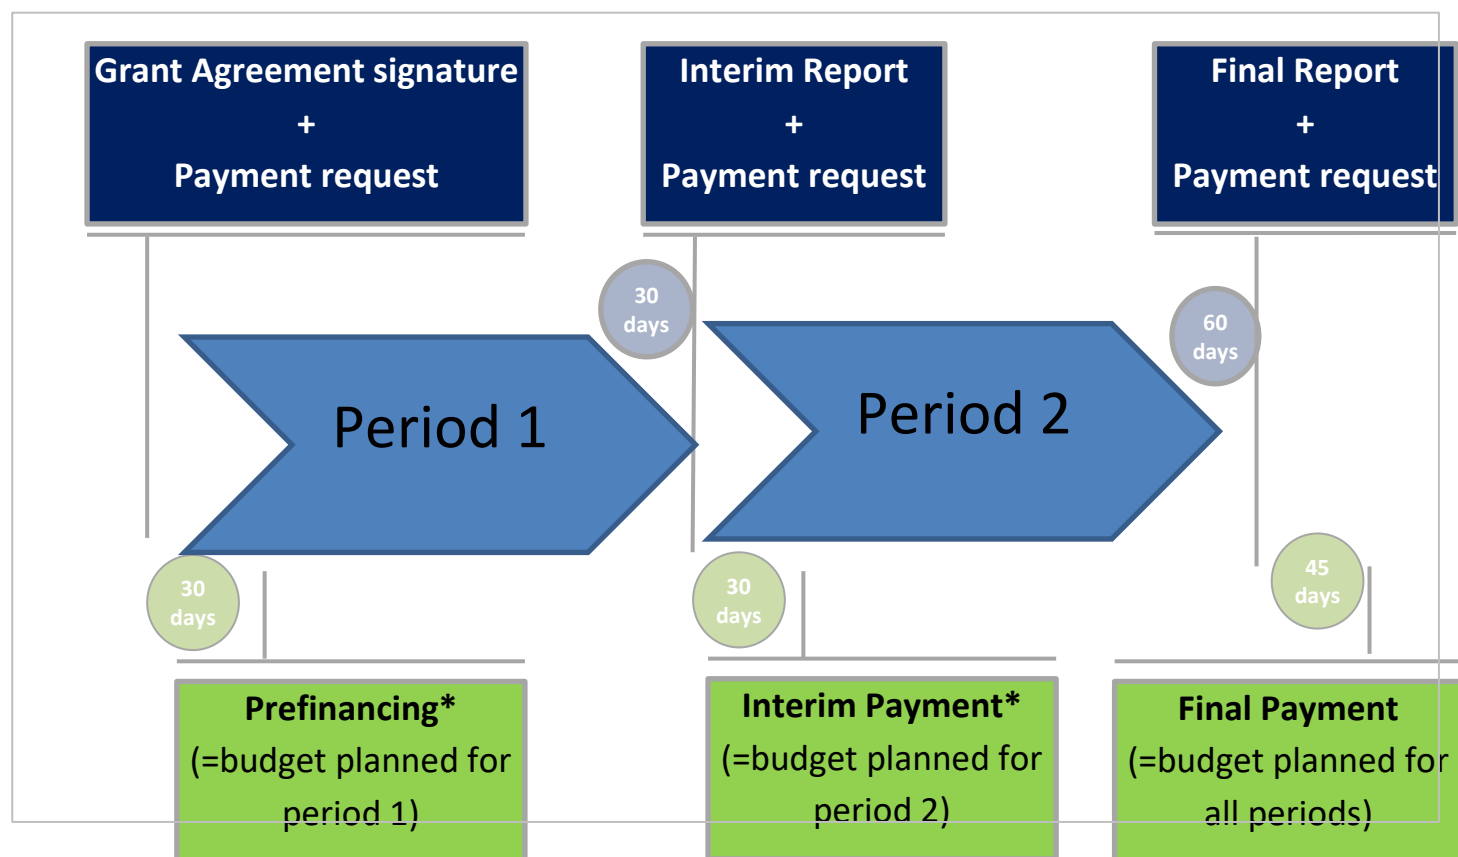 Grant Agreement signature
+
Payment request
Interim Report
+
Payment request
Final Report
+
Payment request
30
days
60
days
Period 1
Period 2
30
days
30
days
45
days
Prefinancing*
(=budget planned for
period 1)
Interim Payment*
(=budget planned for
period 2)
Final Payment
(=budget planned for
all periods)